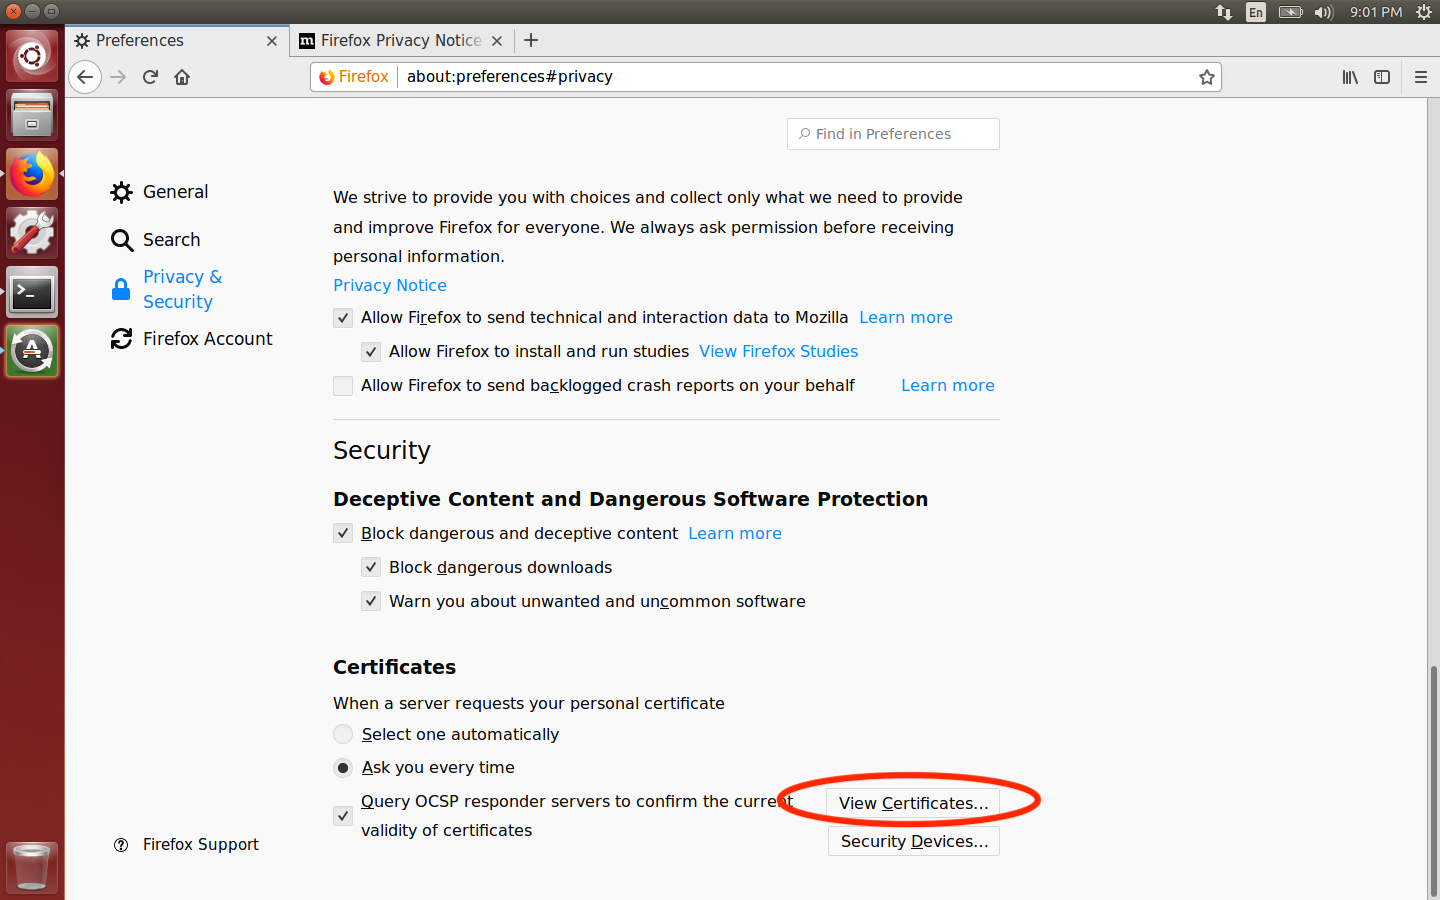 En
9:01 PM
Preferences
m Firefox Privacy Notice
Firefox
about:preferences#privacy
Find in Preferences
General
Search
Privacy &
Security
Firefox Account
We strive to provide you with choices and collect only what we need to provide
and improve Firefox for everyone. We always ask permission before receiving
personal information.
Privacy Notice
Allow Firefox to send technical and interaction data to Mozilla Learn more
Allow Firefox to install and run studies View Firefox Studies
Allow Firefox to send backlogged crash reports on your behalf Learn more
Security
Deceptive Content and Dangerous Software Protection
Block dangerous and deceptive content Learn more
Block dangerous downloads
Warn you about unwanted and uncommon software
Certificates
When a server requests your personal certificate
Select one automatically
Ask you every time
Query OCSP responder servers to confirm the current
validity of certificates
View Certificates...
Security Devices...
Firefox Support